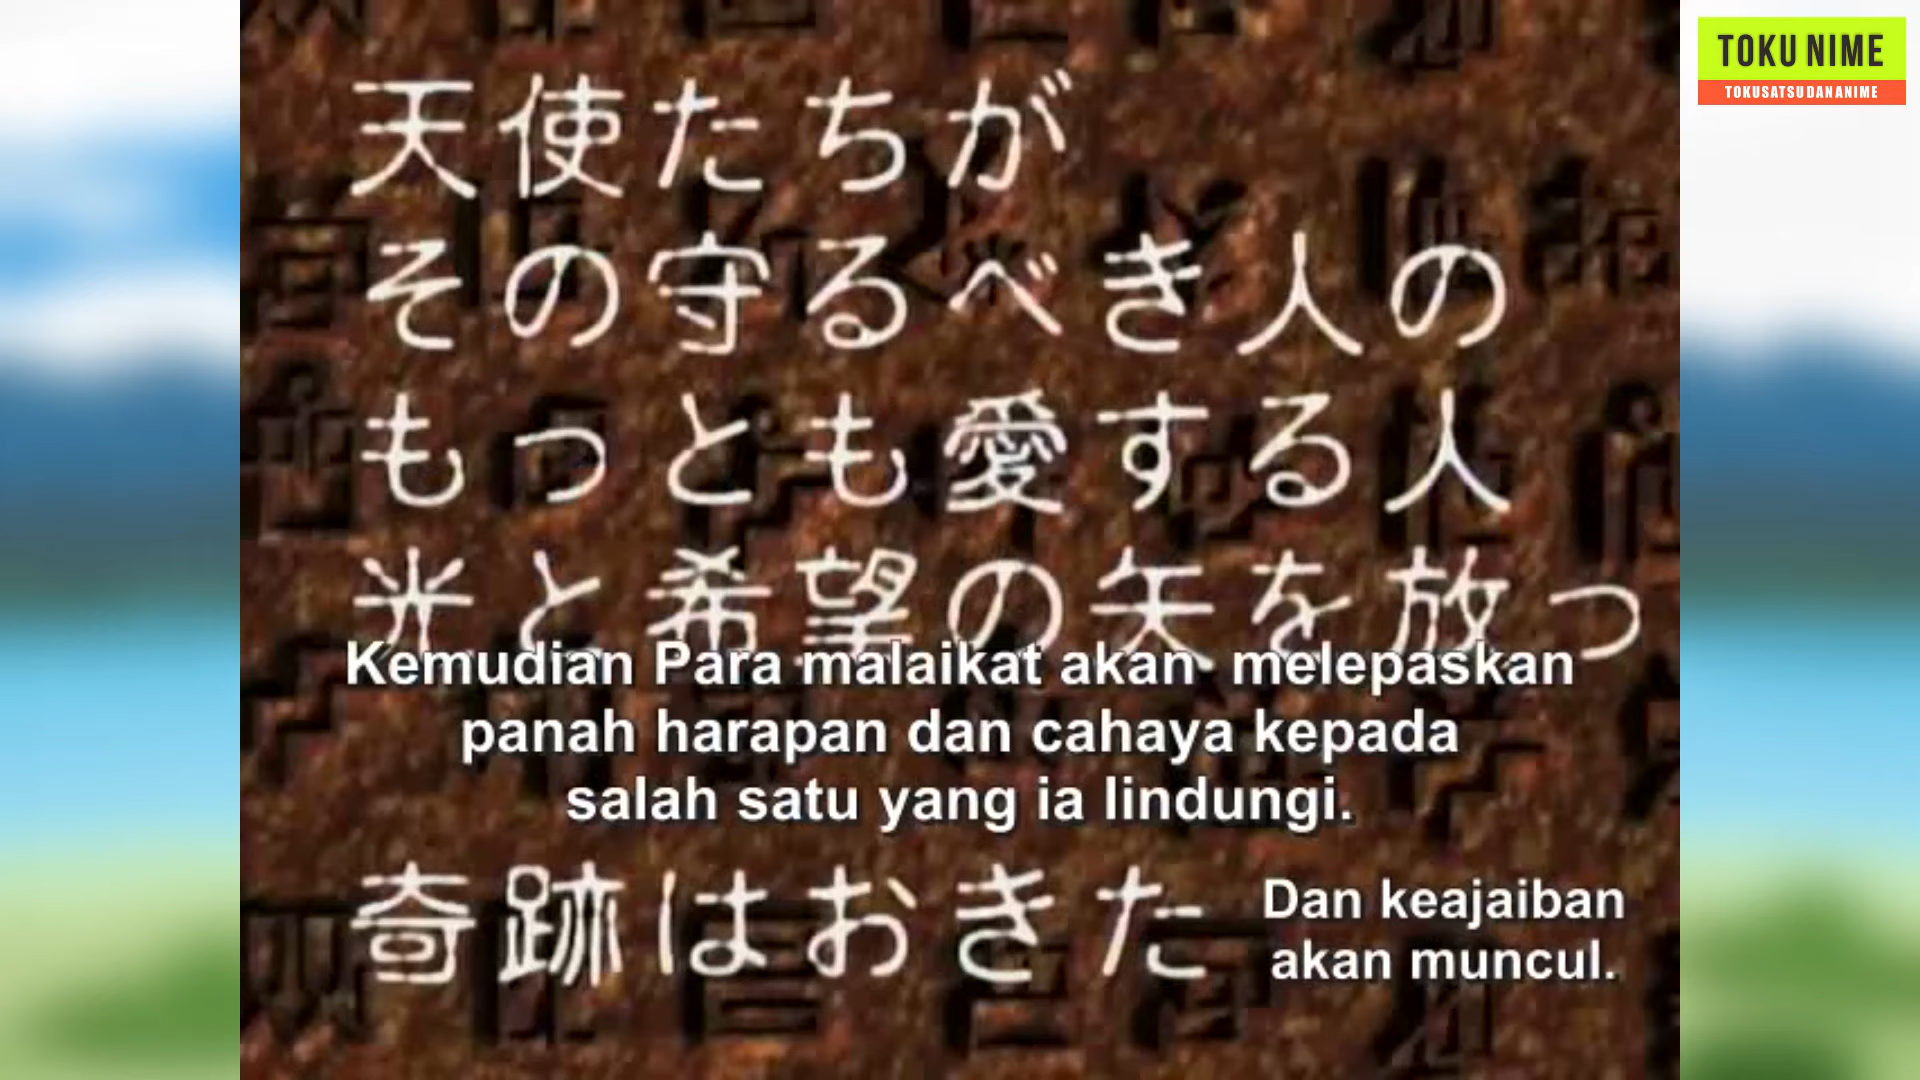 TOKU NIME
TOKUSATSUDANANIME
天使たちが
その守るべき人の
もっとも愛する人
光と希望の矢を放っ
Kemudian Para malaikat akan melepaskan
panah harapan dan cahaya kepada
salah satu yang ia lindungi.
奇跡はおきた
Dan keajaiban
akan muncul.